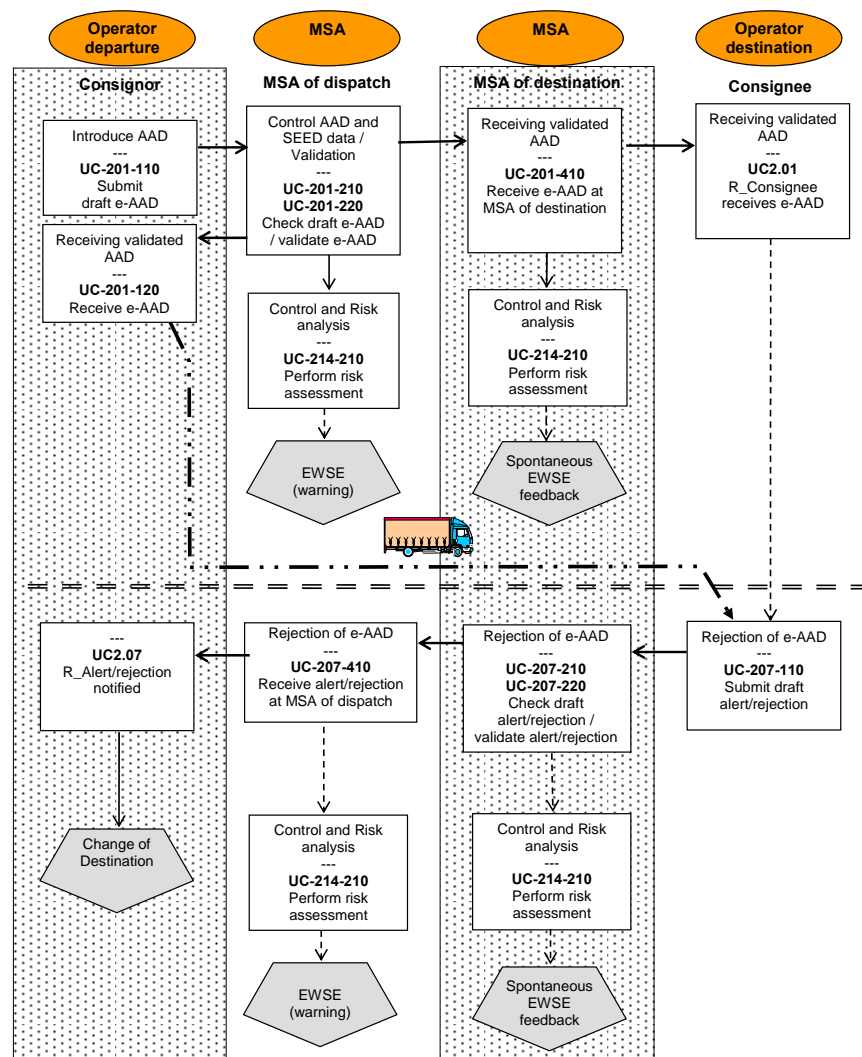 Operator
departure
MSA
MSA
Operator
destination
Consignor
MSA of dispatch
MSA of destination
Consignee
Introduce AAD
---
UC-201-110
Submit
draft e-AAD
Control AAD and
SEED data /
Validation
---
UC-201-210
UC-201-220
Check draft e-AAD
/ validate e-AAD
Receiving validated
AAD
---
UC-201-410
Receive e-AAD at
MSA of destination
Receiving validated
AAD
---
UC2.01
R_Consignee
receives e-AAD
Receiving validated
AAD
---
UC-201-120
Receive e-AAD
Control and Risk
analysis
---
UC-214-210
Perform risk
assessment
Control and Risk
analysis
---
UC-214-210
Perform risk
assessment
EWSE
(warning)
Spontaneous
EWSE
feedback
---
UC2.07
R_Alert/rejection
notified
Rejection of e-AAD
---
UC-207-410
Receive alert/rejection
at MSA of dispatch
Rejection of e-AAD
---
UC-207-210
UC-207-220
Check draft
alert/rejection /
validate alert/rejection
Rejection of e-AAD
---
UC-207-110
Submit draft
alert/rejection
Change of
Destination
Control and Risk
analysis
---
UC-214-210
Perform risk
assessment
Control and Risk
analysis
---
UC-214-210
Perform risk
assessment
EWSE
(warning)
Spontaneous
EWSE
feedback